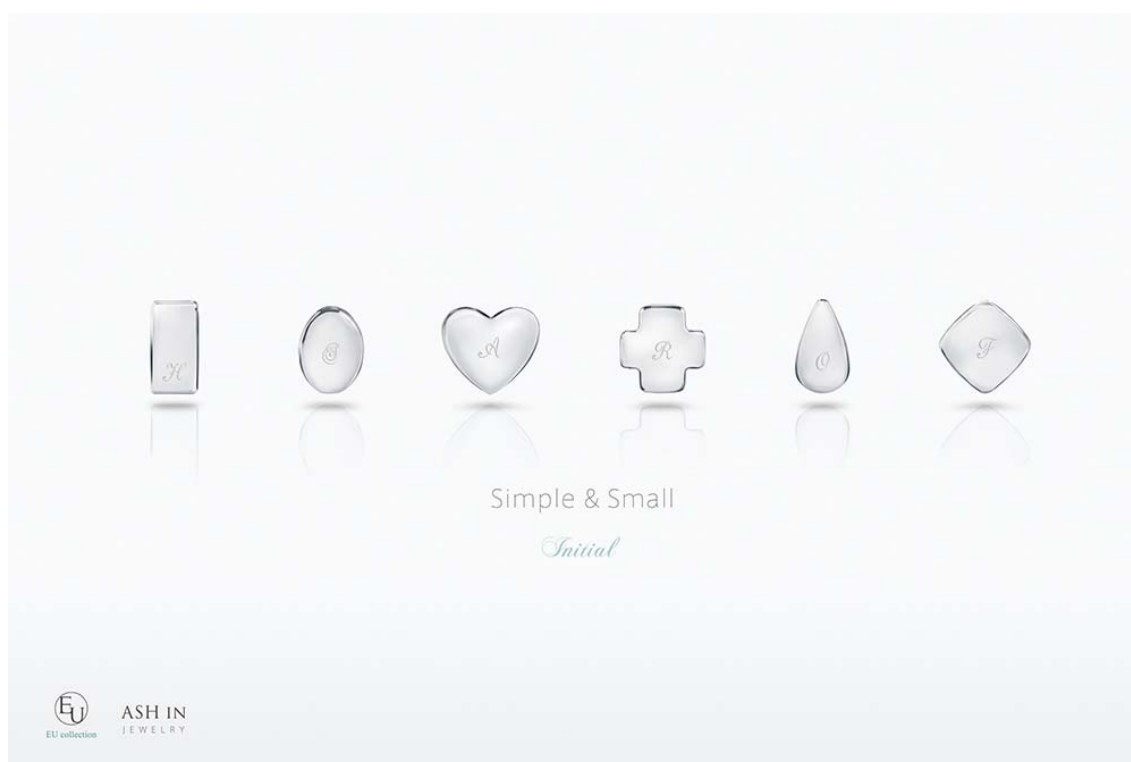 H
A
R
O
F
Simple & Small
Initial
EU
EU collection
ASH IN
JEWELRY